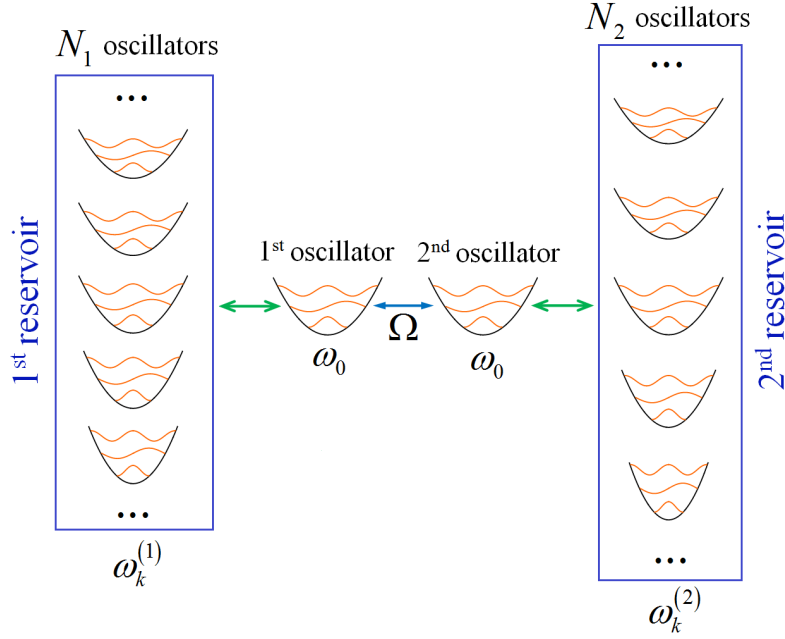 N₁ oscillators
N₂ oscillators
...
...
1st reservoir
1st oscillator
2nd oscillator
2nd reservoir
Ω
ω₀
ω₀
...
...
ωₖ⁽¹⁾
ωₖ⁽²⁾